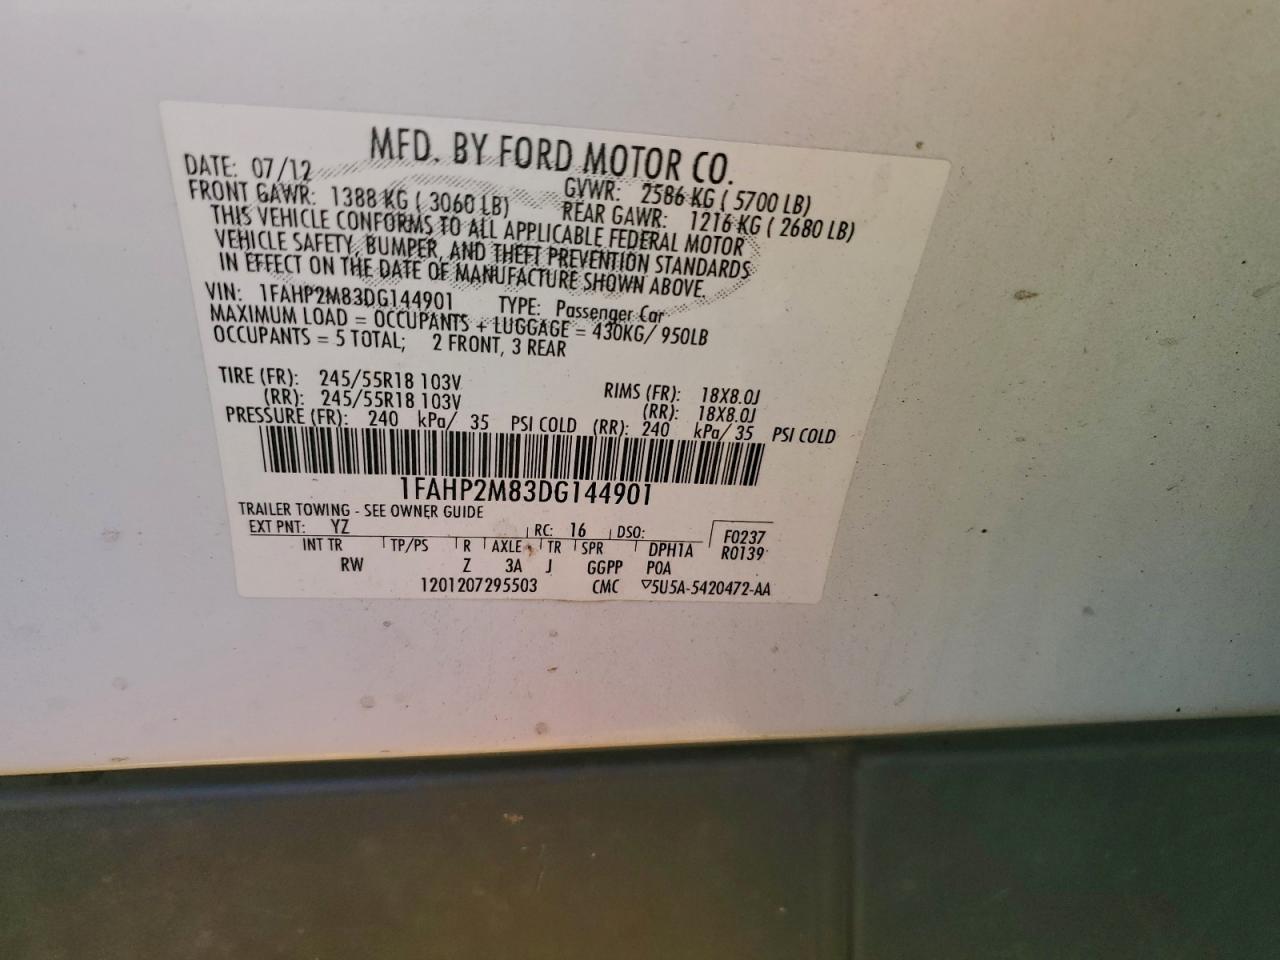 MFD. BY FORD MOTOR CO.
DATE: 07/12 GVWR: 2586 KG ( 5700 LB)
FRONT GAWR: 1388 KG ( 3060 LB) REAR GAWR: 1216 KG ( 2680 LB)
THIS VEHICLE CONFORMS TO ALL APPLICABLE FEDERAL MOTOR
VEHICLE SAFETY, BUMPER, AND THEFT PREVENTION STANDARDS
IN EFFECT ON THE DATE OF MANUFACTURE SHOWN ABOVE.
VIN: 1FAHP2M83DG144901 TYPE: Passenger Car
MAXIMUM LOAD = OCCUPANTS + LUGGAGE = 430KG/ 950LB
OCCUPANTS = 5 TOTAL; 2 FRONT, 3 REAR
TIRE (FR): 245/55R18 103V RIMS (FR): 18X8.0J
(RR): 245/55R18 103V (RR): 18X8.0J
PRESSURE (FR): 240 kPa/ 35 PSI COLD (RR): 240 kPa/ 35 PSI COLD
1FAHP2M83DG144901
TRAILER TOWING - SEE OWNER GUIDE
EXT PNT: YZ RC: 16 DSO: F0237
INT TR TP/PS R AXLE TR SPR DPH1A R0139
RW Z 3A J GGPP POA
1201207295503 CMC ▽5U5A-5420472-AA